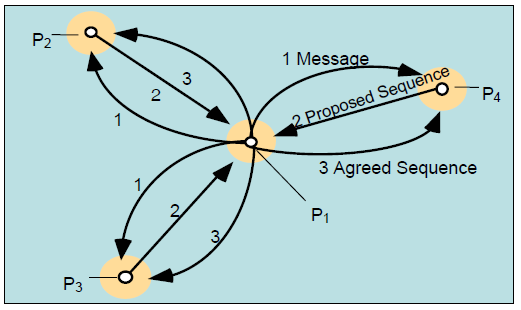 P2
3
2
1
1 Message
2 Proposed Sequence
P4
3 Agreed Sequence
1
2
3
P1
P3